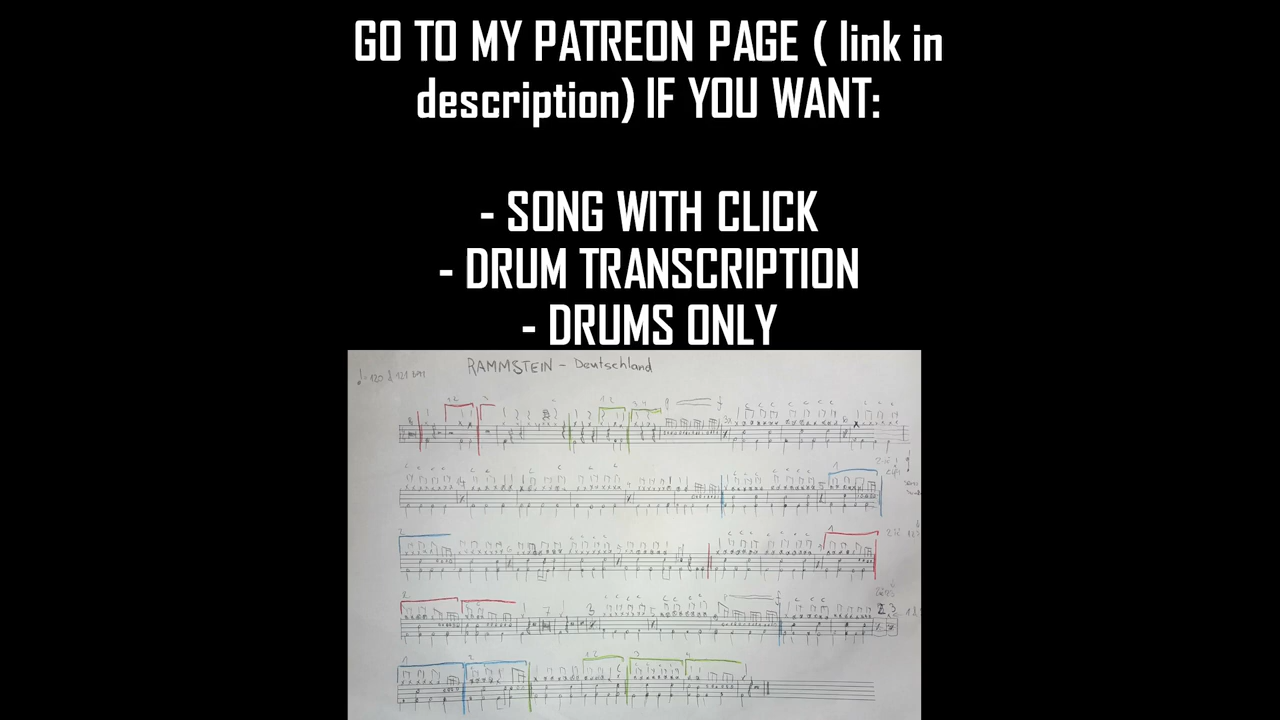 GO TO MY PATREON PAGE ( link in
description) IF YOU WANT:
- SONG WITH CLICK
- DRUM TRANSCRIPTION
- DRUMS ONLY
RAMMSTEIN - Deutschland